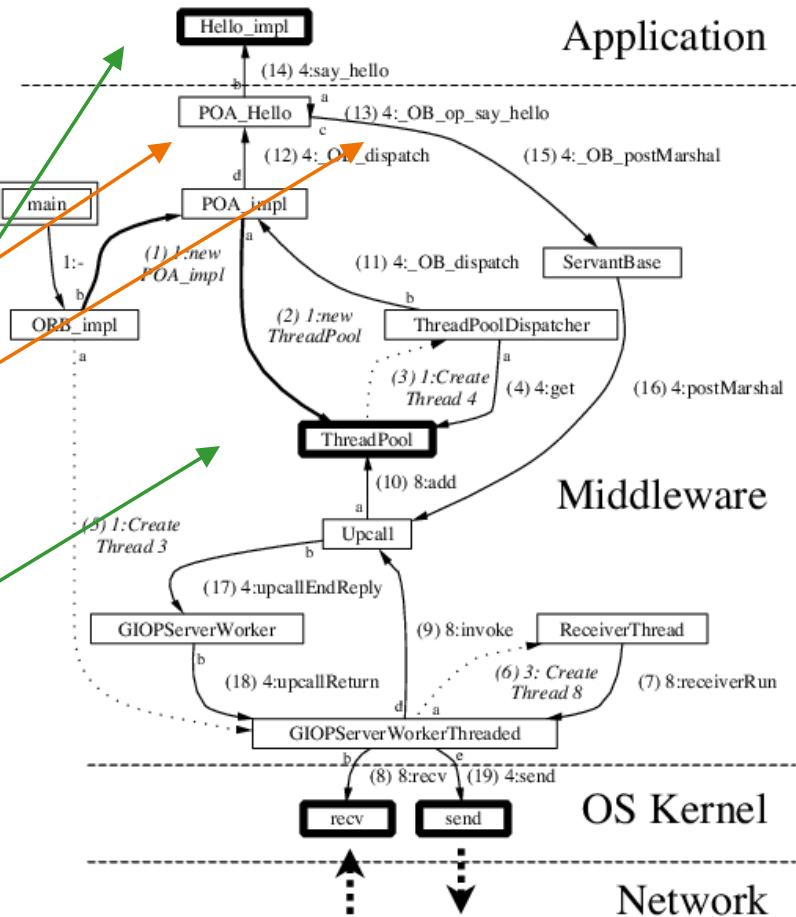 Hello_impl
Application
(14) 4:say_hello
b
POA_Hello
a
(13) 4:_OB_op_say_hello
c
(12) 4:_OB_dispatch
(15) 4:_OB_postMarshal
d
main
POA_impl
a
1:-
(1) 1:new
POA_impl
(11) 4:_OB_dispatch
ServantBase
b
b
ORB_impl
(2) 1:new
ThreadPool
ThreadPoolDispatcher
a
a
(3) 1:Create
Thread 4
(4) 4:get
(16) 4:postMarshal
ThreadPool
(10) 8:add
Middleware
a
(5) 1:Create
Thread 3
Upcall
b
(17) 4:upcallEndReply
GIOPServerWorker
(9) 8:invoke
ReceiverThread
b
(6) 3: Create
Thread 8
(18) 4:upcallReturn
(7) 8:receiverRun
d
a
GIOPServerWorkerThreaded
b
e
(8) 8:recv
(19) 4:send
recv
send
OS Kernel
Network